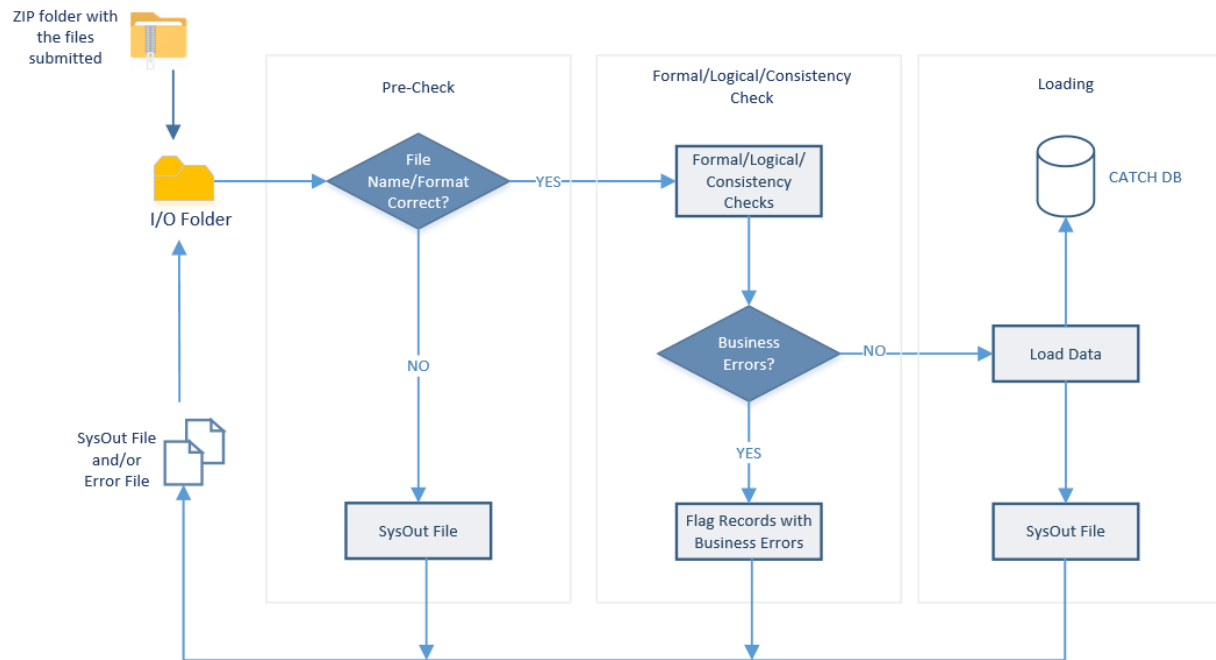 ZIP folder with
the files
submitted
I/O Folder
SysOut File
and/or
Error File
Pre-Check
File
Name/Format
Correct?
YES
NO
SysOut File
Formal/Logical/Consistency
Check
Formal/Logical/
Consistency
Checks
Business
Errors?
NO
YES
Flag Records with
Business Errors
Loading
CATCH DB
Load Data
SysOut File